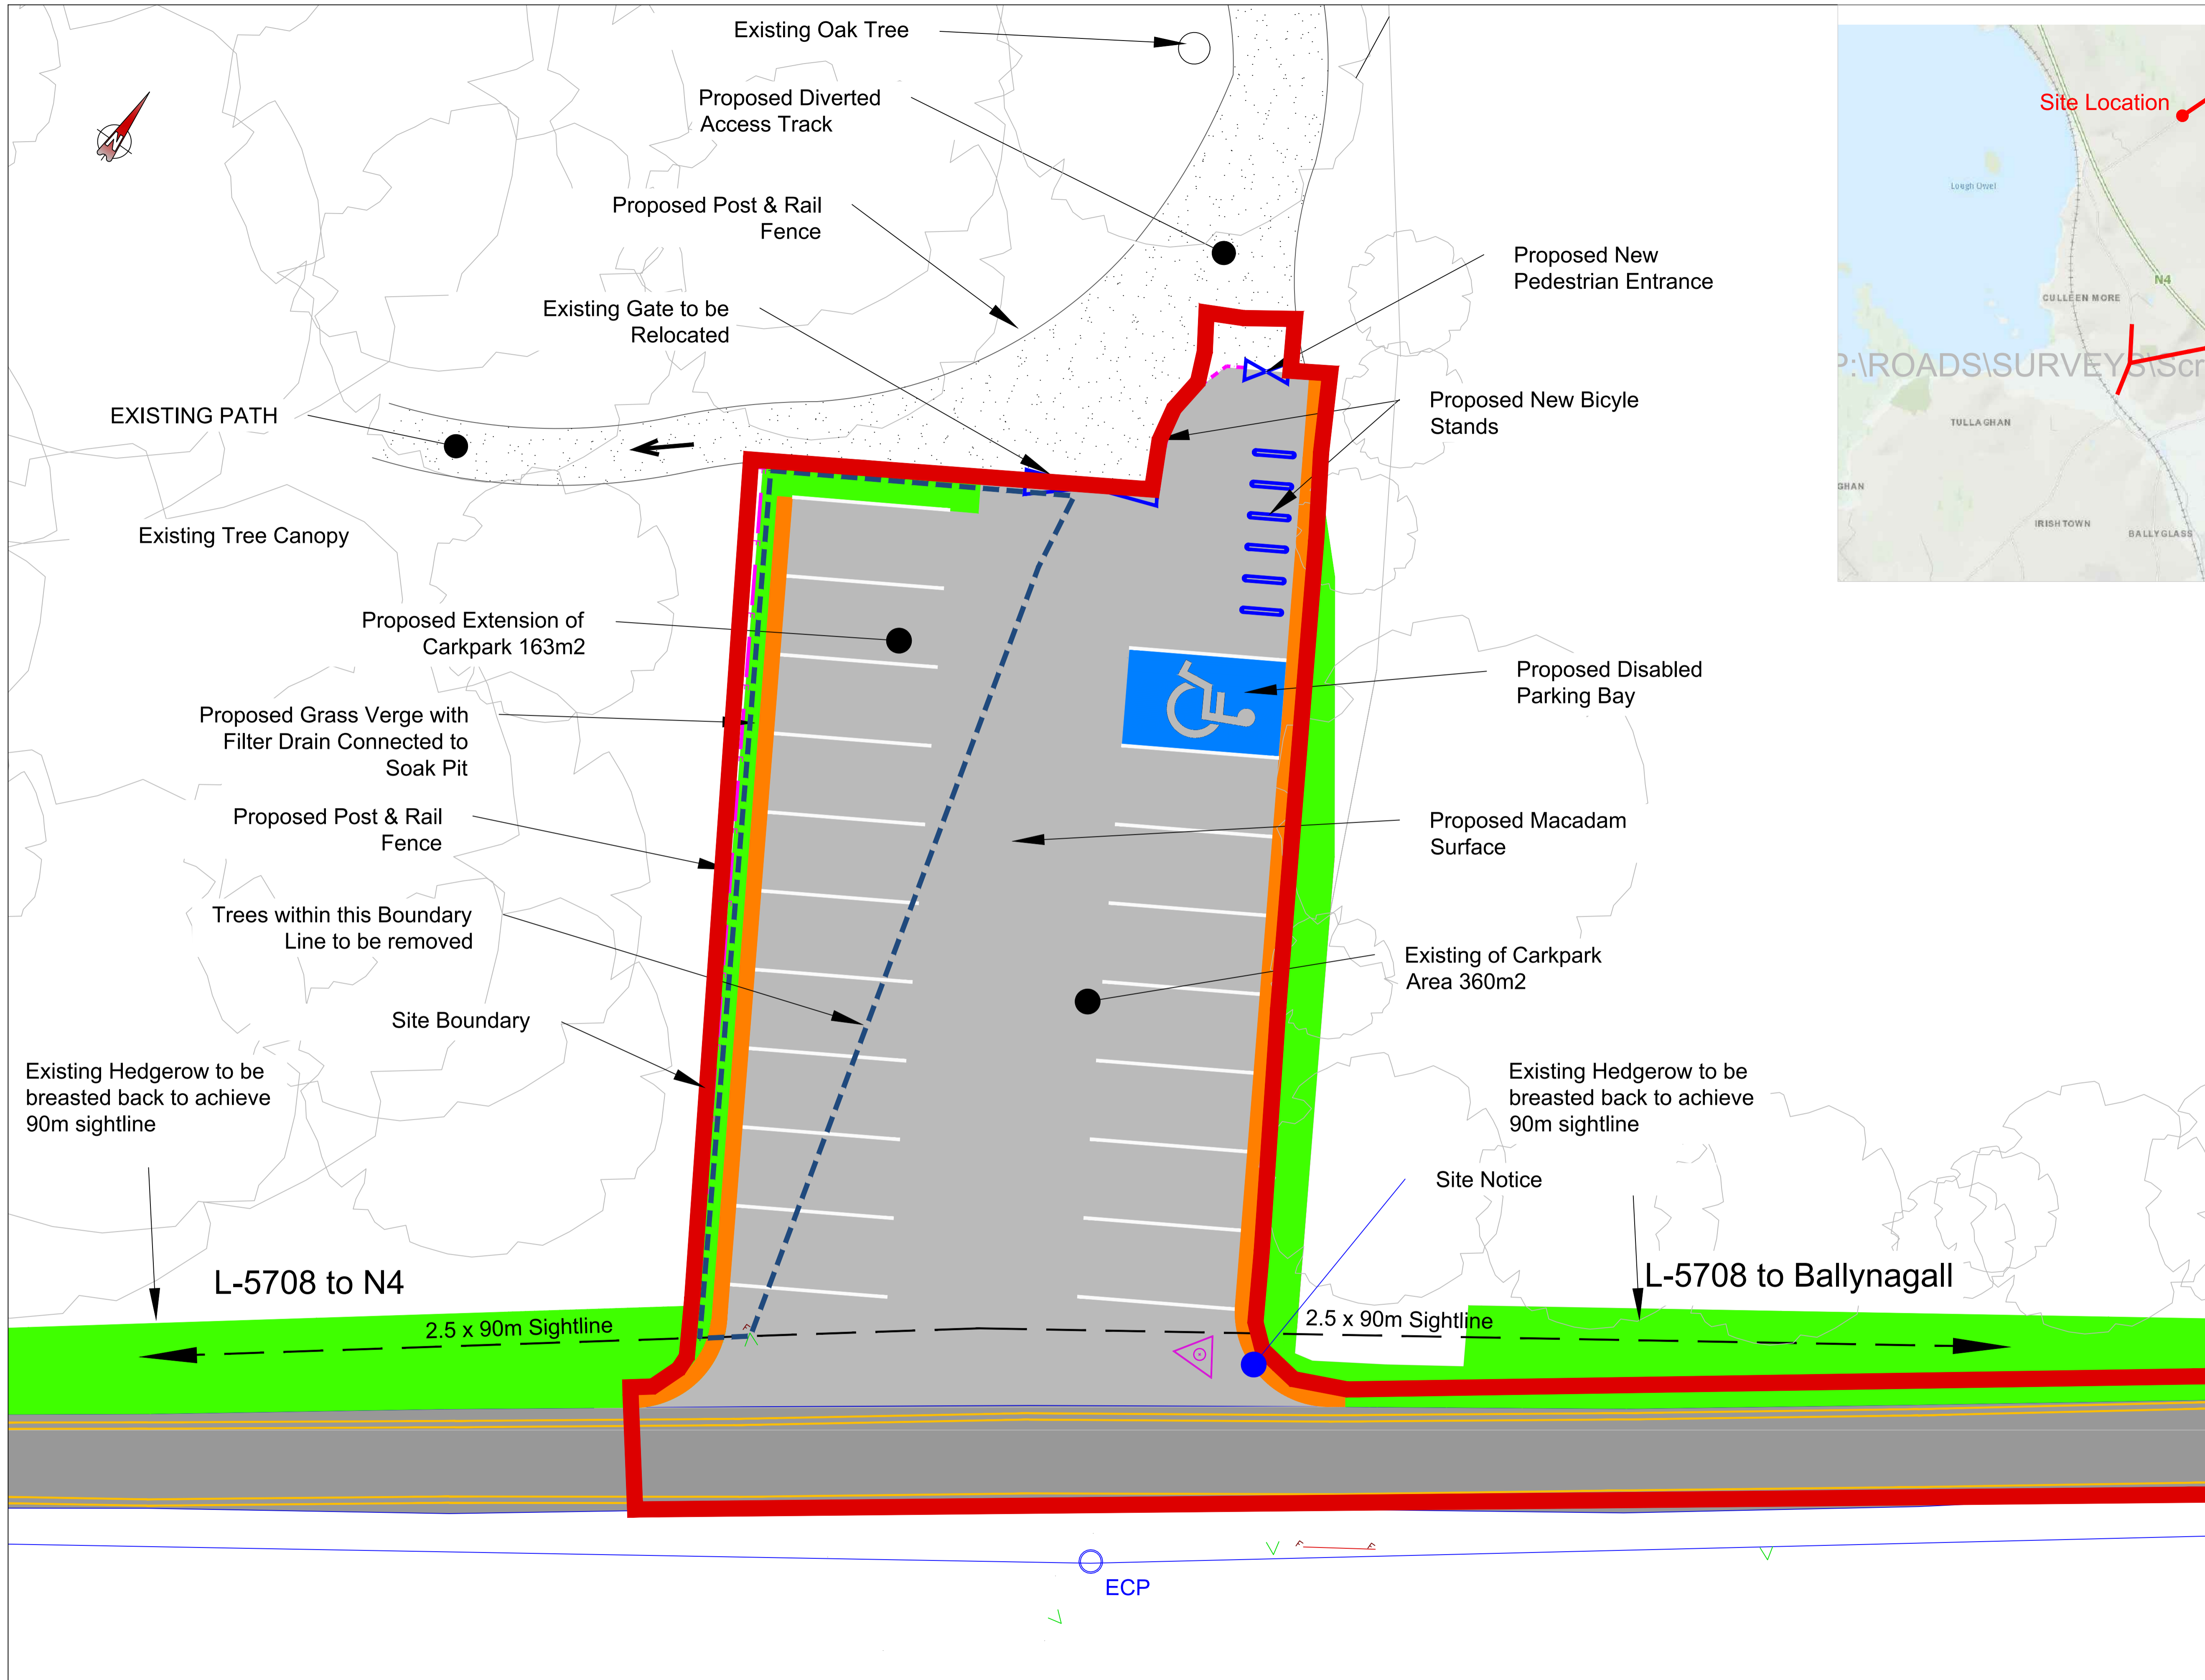 Existing Oak Tree
Proposed Diverted
Access Track
Proposed Post & Rail
Fence
Existing Gate to be
Relocated
EXISTING PATH
Existing Tree Canopy
Proposed Extension of
Carkpark 163m2
Proposed Grass Verge with
Filter Drain Connected to
Soak Pit
Proposed Post & Rail
Fence
Trees within this Boundary
Line to be removed
Site Boundary
Existing Hedgerow to be
breasted back to achieve
90m sightline
L-5708 to N4
2.5 x 90m Sightline
N
Proposed New
Pedestrian Entrance
Proposed New Bicyle
Stands
Proposed Disabled
Parking Bay
Proposed Macadam
Surface
Existing of Carkpark
Area 360m2
Existing Hedgerow to be
breasted back to achieve
90m sightline
Site Notice
L-5708 to Ballynagall
2.5 x 90m Sightline
F
F
F
ECP
Site Location
Lough Owel
N4
CULLEEN MORE
P:\ROADS\SURVEYS\Scr
TULLAGHAN
GHAN
IRISHTOWN
BALLYGLASS